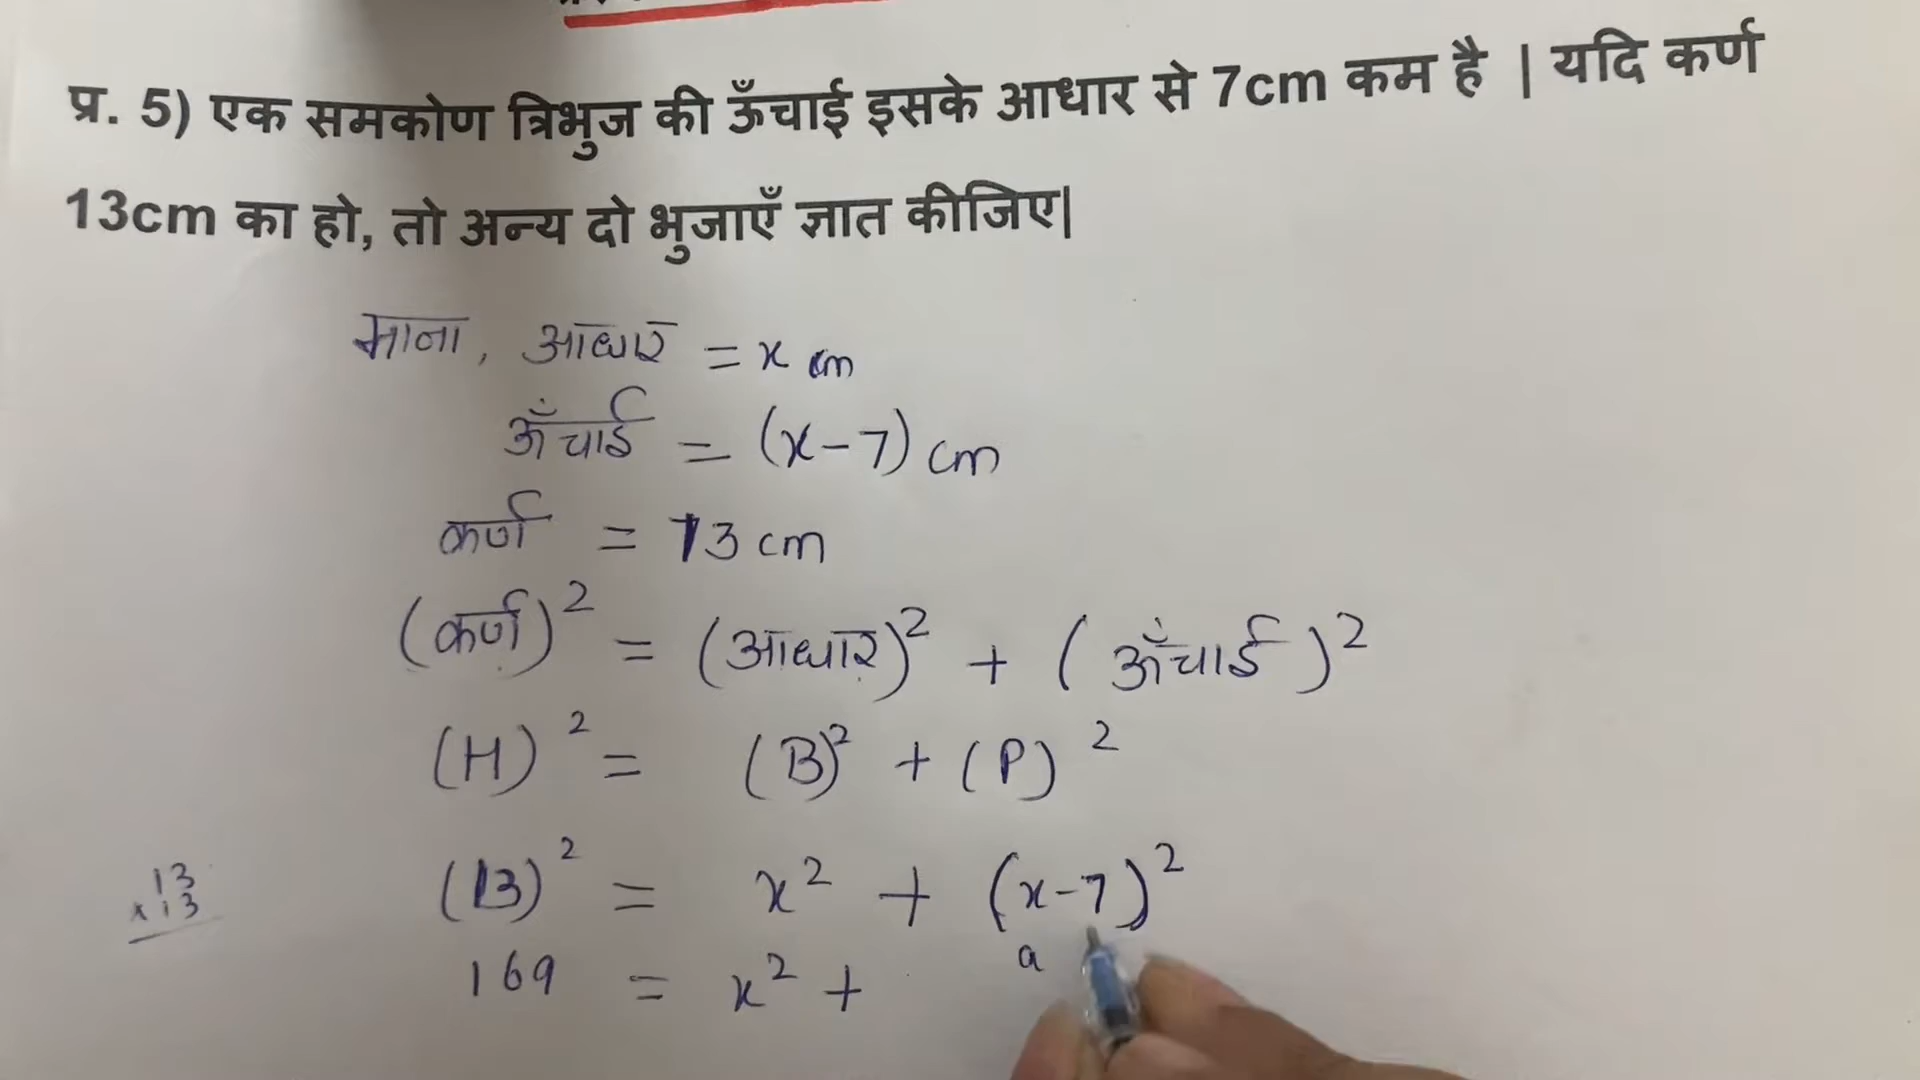 प्र. 5) एक समकोण त्रिभुज की ऊँचाई इसके आधार से 7cm कम है | यदि कर्ण
13cm का हो, तो अन्य दो भुजाएँ ज्ञात कीजिए|
माना, आधार = x cm
ऊँचाई = (x-7) cm
कर्ण = 13 cm
(कर्ण)² = (आधार)² + (ऊँचाई)²
(H)² = (B)² + (P)²
(13)² = x² + (x-7)²
a
13
x 13
169 = x² +